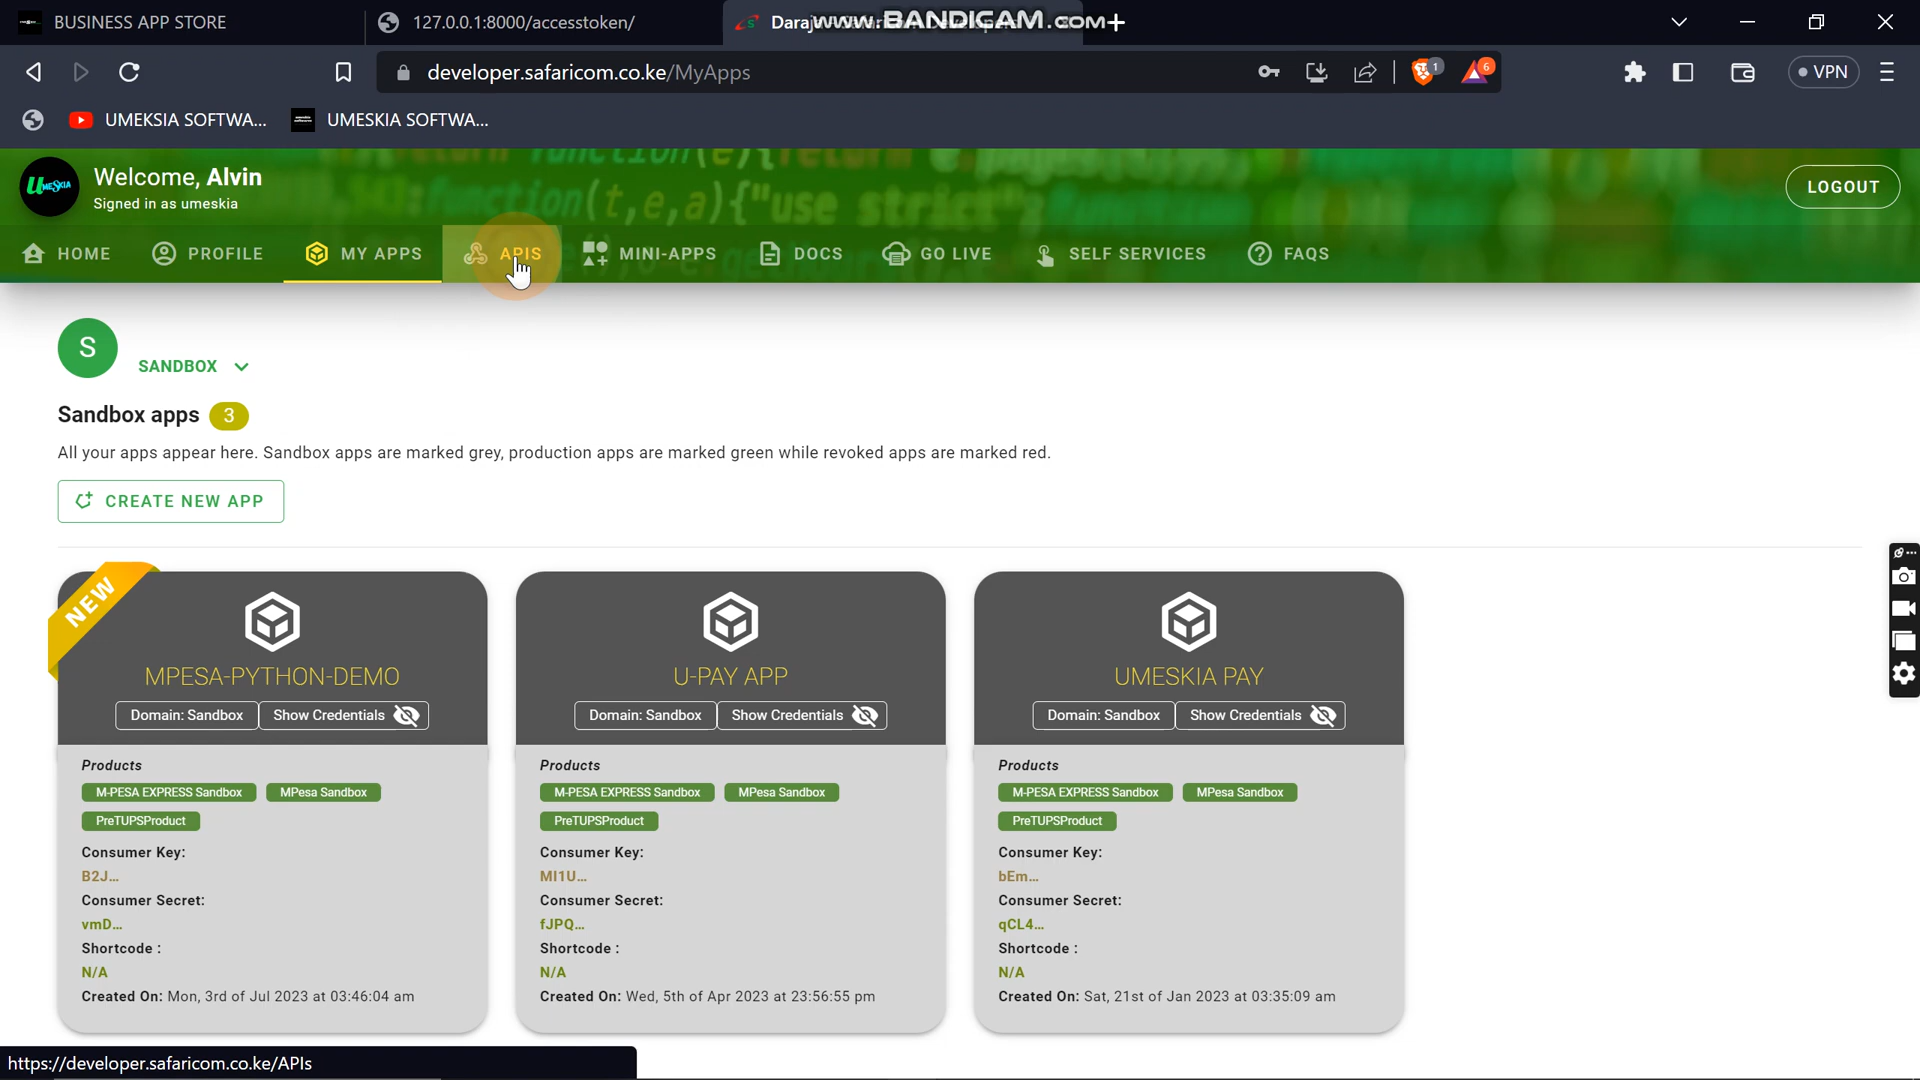 BUSINESS APP STORE
127.0.0.1:8000/accesstoken/
Daraj
www.BANDICAM.com
developer.safaricom.co.ke/MyApps
1
6
VPN
UMEKSIA SOFTWA...
UMESKIA SOFTWA...
UMESKIA
Welcome, Alvin
Signed in as umeskia
function(t,e,a){"use strict";
LOGOUT
HOME
PROFILE
MY APPS
APIS
MINI-APPS
DOCS
GO LIVE
SELF SERVICES
FAQS
S
SANDBOX
Sandbox apps 3
All your apps appear here. Sandbox apps are marked grey, production apps are marked green while revoked apps are marked red.
CREATE NEW APP
NEW
MPESA-PYTHON-DEMO
Domain: Sandbox
Show Credentials
Products
M-PESA EXPRESS Sandbox
MPesa Sandbox
PreTUPSProduct
Consumer Key:
B2J...
Consumer Secret:
vmD...
Shortcode :
N/A
Created On: Mon, 3rd of Jul 2023 at 03:46:04 am
U-PAY APP
Domain: Sandbox
Show Credentials
Products
M-PESA EXPRESS Sandbox
MPesa Sandbox
PreTUPSProduct
Consumer Key:
MI1U...
Consumer Secret:
fJPQ...
Shortcode :
N/A
Created On: Wed, 5th of Apr 2023 at 23:56:55 pm
UMESKIA PAY
Domain: Sandbox
Show Credentials
Products
M-PESA EXPRESS Sandbox
MPesa Sandbox
PreTUPSProduct
Consumer Key:
bEm...
Consumer Secret:
qCL4...
Shortcode :
N/A
Created On: Sat, 21st of Jan 2023 at 03:35:09 am
https://developer.safaricom.co.ke/APIs